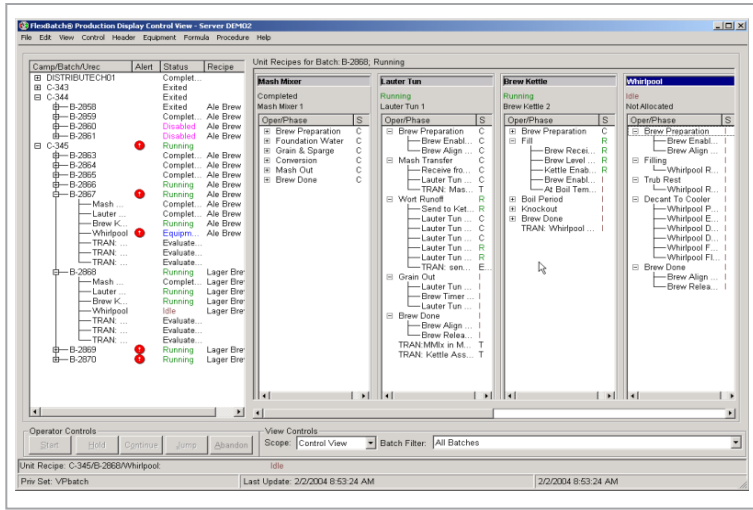 FlexBatch® Production Display Control View - Server DEMO2
File Edit View Control Header Equipment Formula Procedure Help
Camp/Batch/Urec Alert Status Recipe
DISTRIBUTECH01 Complet...
C-343 Exited
C-344 Exited
B-2858 Exited Ale Brew
B-2859 Complet... Ale Brew
B-2860 Disabled Ale Brew
B-2861 Disabled Ale Brew
C-345 Running
B-2863 Complet... Ale Brew
B-2864 Complet... Ale Brew
B-2865 Complet... Ale Brew
B-2866 Running Ale Brew
B-2867 Running Ale Brew
Mash ... Complet... Ale Brew
Lauter ... Complet... Ale Brew
Brew K... Complet... Ale Brew
Whirlpool Equipm... Ale Brew
TRAN: ... Evaluate...
TRAN: ... Evaluate...
TRAN: ... Evaluate...
B-2868 Running Lager Bre
Mash ... Complet... Lager Bre
Lauter ... Running Lager Bre
Brew K... Running Lager Bre
Whirlpool Idle Lager Bre
TRAN: ... Evaluate...
TRAN: ... Evaluate...
TRAN: ... Evaluate...
B-2869 Running Lager Bre
B-2870 Running Lager Bre
Unit Recipes for Batch: B-2868; Running
Mash Mixer
Completed
Mash Mixer 1
Oper/Phase S
Brew Preparation C
Foundation Water C
Grain & Sparge C
Conversion C
Mash Out C
Brew Done C
Lauter Tun
Running
Lauter Tun 1
Oper/Phase S
Brew Preparation C
Brew Enabl... C
Brew Align ... C
Mash Transfer C
Receive fro... C
Lauter Tun ... C
TRAN: Mas... T
Wort Runoff R
Send to Ket... R
Lauter Tun ... C
Lauter Tun ... C
Lauter Tun ... C
Lauter Tun ... R
Lauter Tun ... R
TRAN: sen... E...
Grain Out I
Lauter Tun ... I
Brew Timer ... I
Lauter Tun ... I
Brew Done I
Brew Align ... I
Brew Relea... I
TRAN:MMIx in M... T
TRAN: Kettle Ass... T
Brew Kettle
Running
Brew Kettle 2
Oper/Phase S
Brew Preparation C
Fill R
Brew Recei... R
Brew Level ... R
Kettle Enab... R
Brew Enabl... I
At Boil Tem... I
Boil Period I
Knockout I
Brew Done I
TRAN: Whirlpool ... I
Whirlpool
Idle
Not Allocated
Oper/Phase S
Brew Preparation I
Brew Enabl... I
Brew Align ... I
Filling I
Whirlpool R... I
Trub Rest I
Whirlpool R... I
Decant To Cooler I
Whirlpool P... I
Whirlpool E... I
Whirlpool D... I
Whirlpool D... I
Whirlpool F... I
Whirlpool Fl... I
Brew Done I
Brew Align ... I
Brew Relea... I
Operator Controls
Start Hold Continue Jump Abandon
View Controls
Scope: Control View Batch Filter: All Batches
Unit Recipe: C-345/B-2868/Whirlpool: Idle
Priv Set: VPbatch Last Update: 2/2/2004 8:53:24 AM 2/2/2004 8:53:24 AM